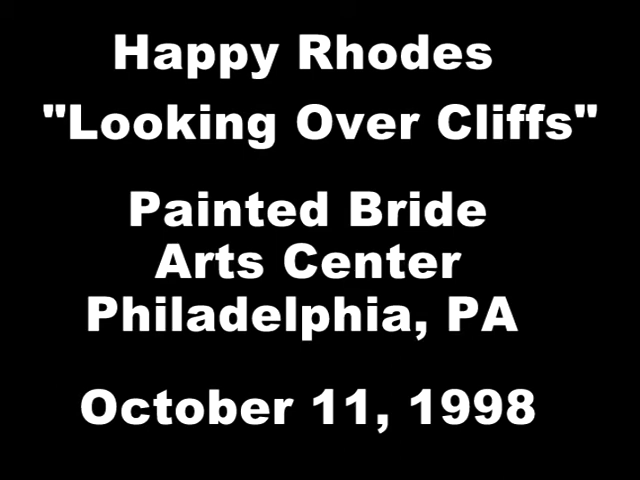 Happy Rhodes
"Looking Over Cliffs"
Painted Bride
Arts Center
Philadelphia, PA
October 11, 1998